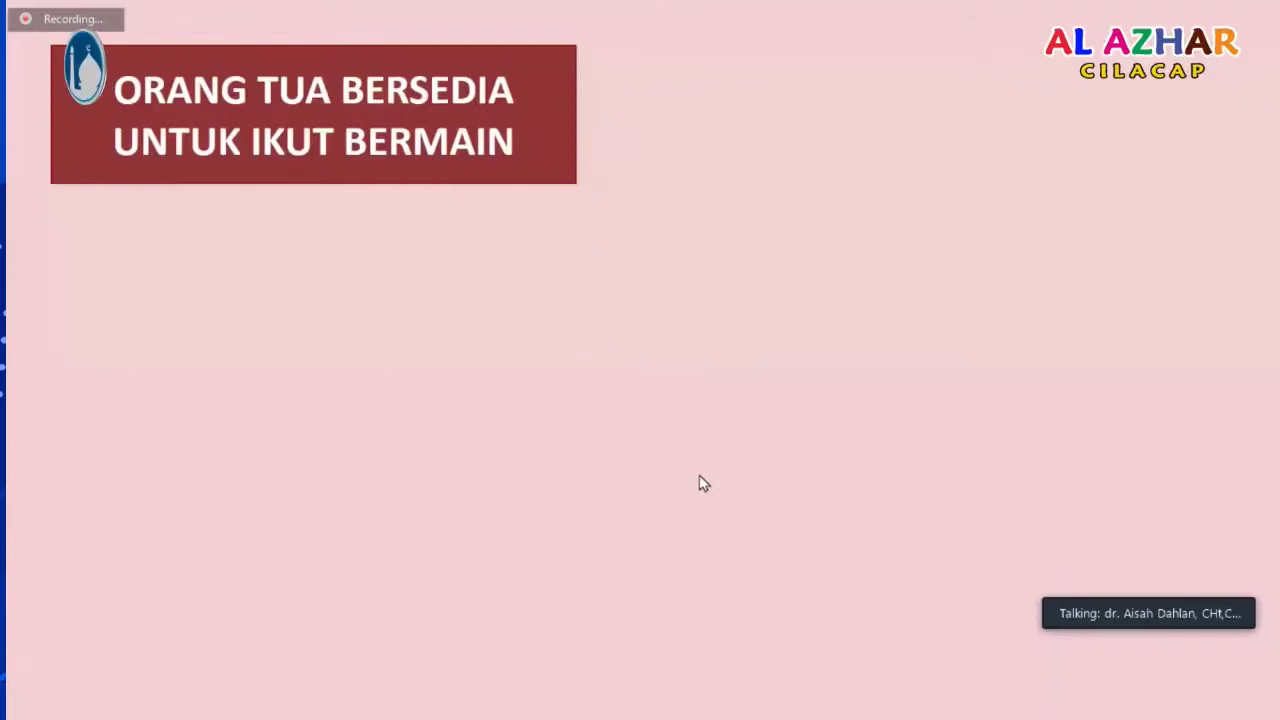 Recording...
AL AZHAR
CILACAP
ORANG TUA BERSEDIA
UNTUK IKUT BERMAIN
Talking: dr. Aisah Dahlan, CHt,C...